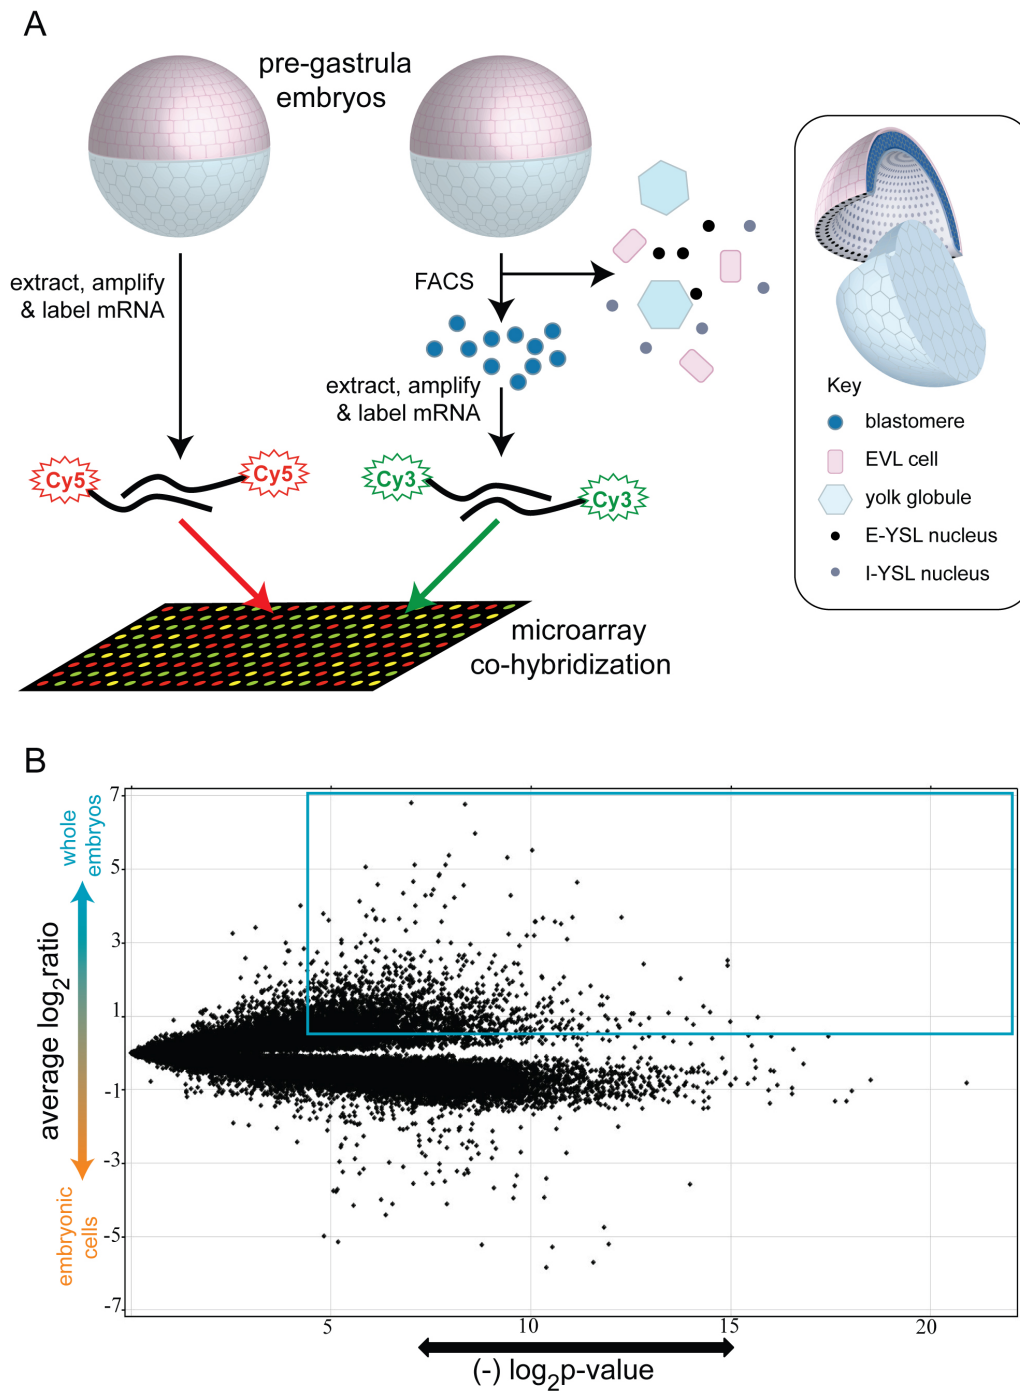 A
pre-gastrula
embryos
extract, amplify
& label mRNA
FACS
extract, amplify
& label mRNA
Cy5
Cy5
Cy3
Cy3
microarray
co-hybridization
Key
blastomere
EVL cell
yolk globule
E-YSL nucleus
I-YSL nucleus
B
whole
embryos
average log2ratio
embryonic
cells
7
5
3
1
-1
-3
-5
-7
5
10
15
20
(-) log2p-value